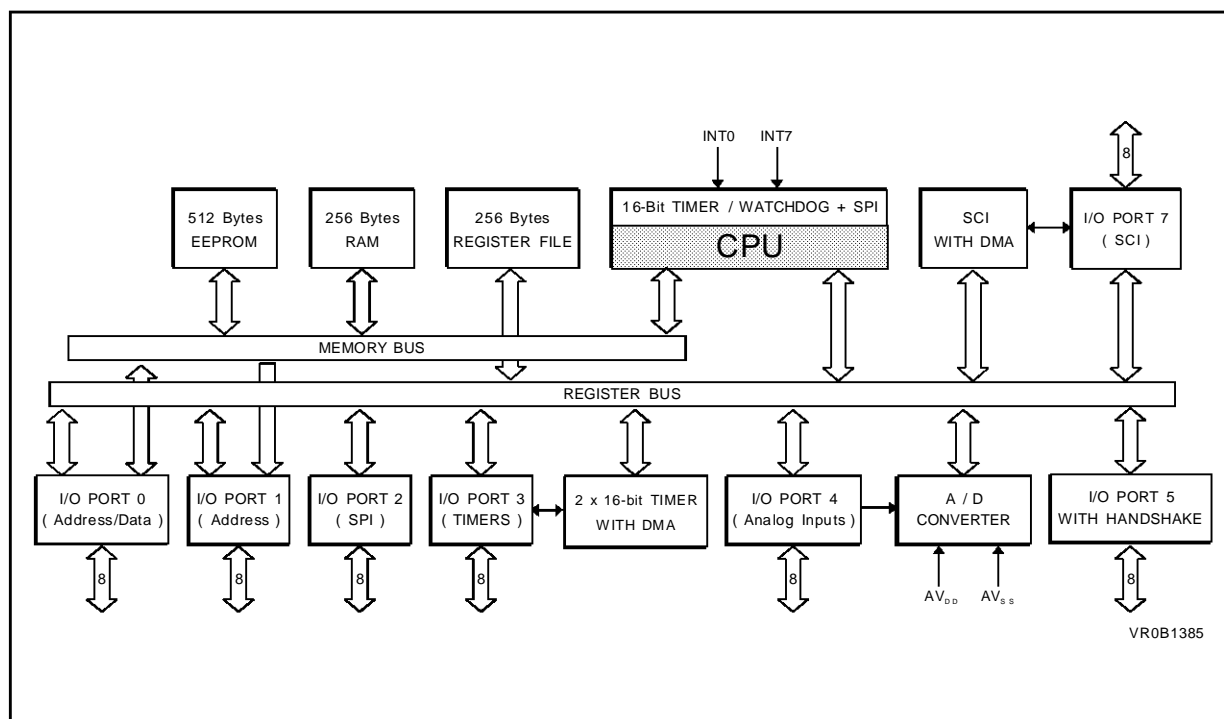 INT0 INT7
8
512 Bytes
EEPROM
256 Bytes
RAM
256 Bytes
REGISTER FILE
16-Bit TIMER / WATCHDOG + SPI
CPU
SCI
WITH DMA
I/O PORT 7
( SCI )
MEMORY BUS
REGISTER BUS
I/O PORT 0
( Address/Data )
I/O PORT 1
( Address )
I/O PORT 2
( SPI )
I/O PORT 3
( TIMERS )
2 x 16-bit TIMER
WITH DMA
I/O PORT 4
( Analog Inputs )
A / D
CONVERTER
I/O PORT 5
WITH HANDSHAKE
8 8 8 8 8 8
AVDD AVSS
VR0B1385